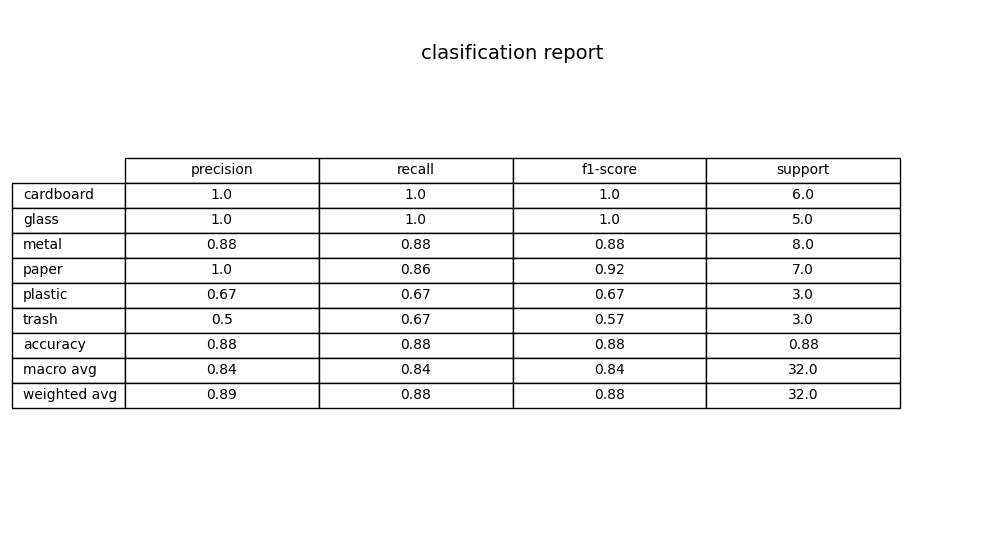 clasification report
precision recall f1-score support
cardboard 1.0 1.0 1.0 6.0
glass 1.0 1.0 1.0 5.0
metal 0.88 0.88 0.88 8.0
paper 1.0 0.86 0.92 7.0
plastic 0.67 0.67 0.67 3.0
trash 0.5 0.67 0.57 3.0
accuracy 0.88 0.88 0.88 0.88
macro avg 0.84 0.84 0.84 32.0
weighted avg 0.89 0.88 0.88 32.0